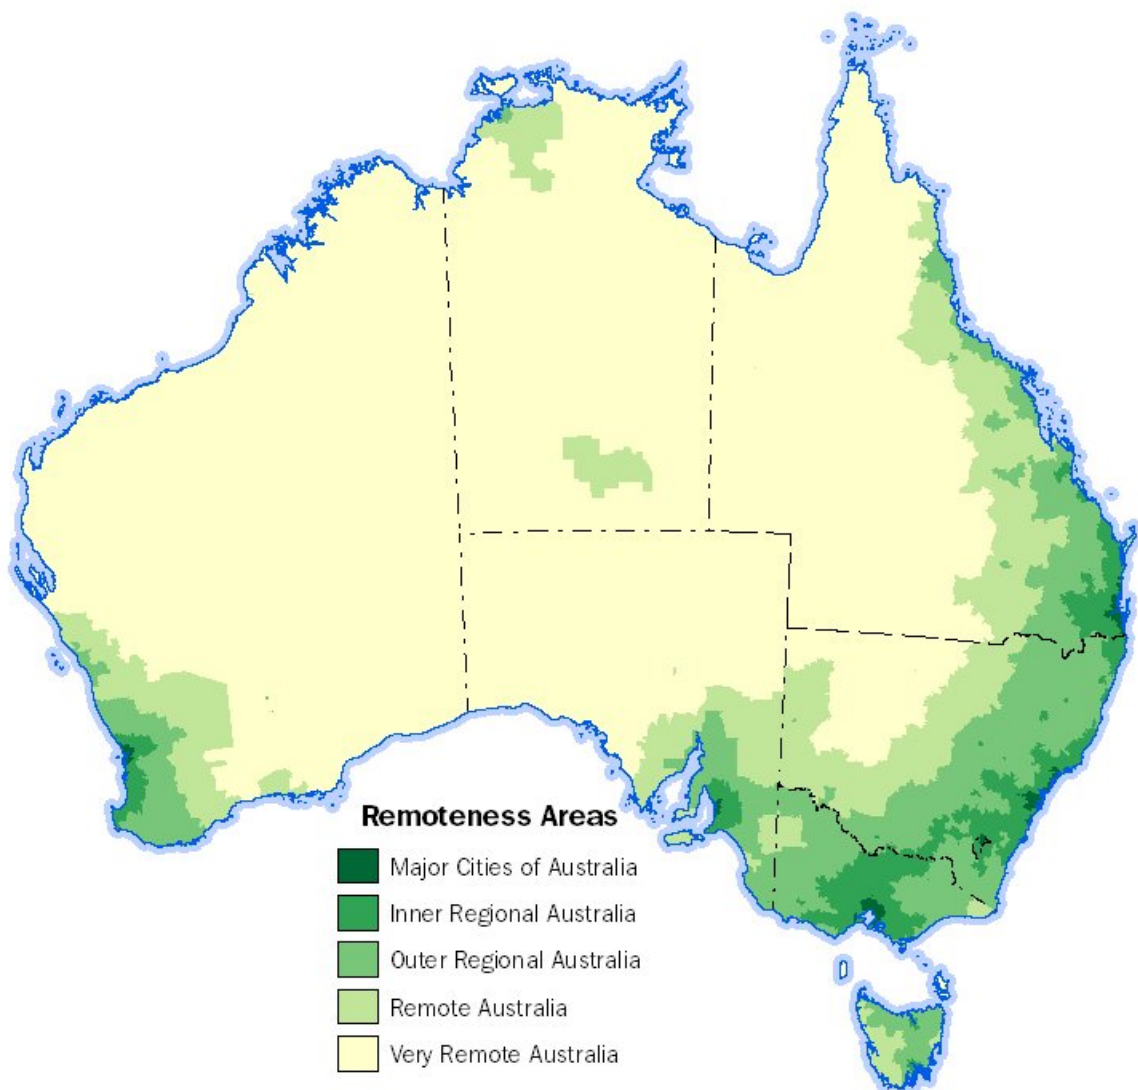 Remoteness Areas
Major Cities of Australia
Inner Regional Australia
Outer Regional Australia
Remote Australia
Very Remote Australia